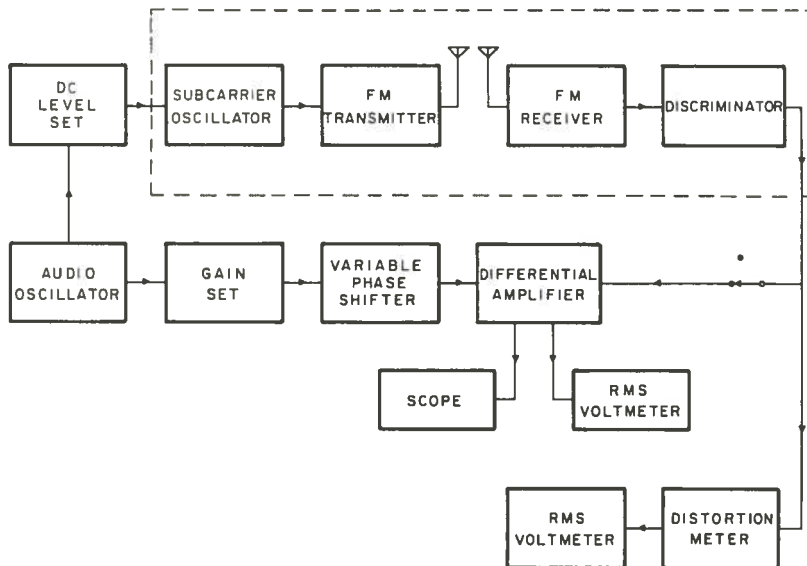 DC
LEVEL
SET
SUBCARRIER
OSCILLATOR
FM
TRANSMITTER
FM
RECEIVER
DISCRIMINATOR
AUDIO
OSCILLATOR
GAIN
SET
VARIABLE
PHASE
SHIFTER
DIFFERENTIAL
AMPLIFIER
SCOPE
RMS
VOLTMETER
RMS
VOLTMETER
DISTORTION
METER